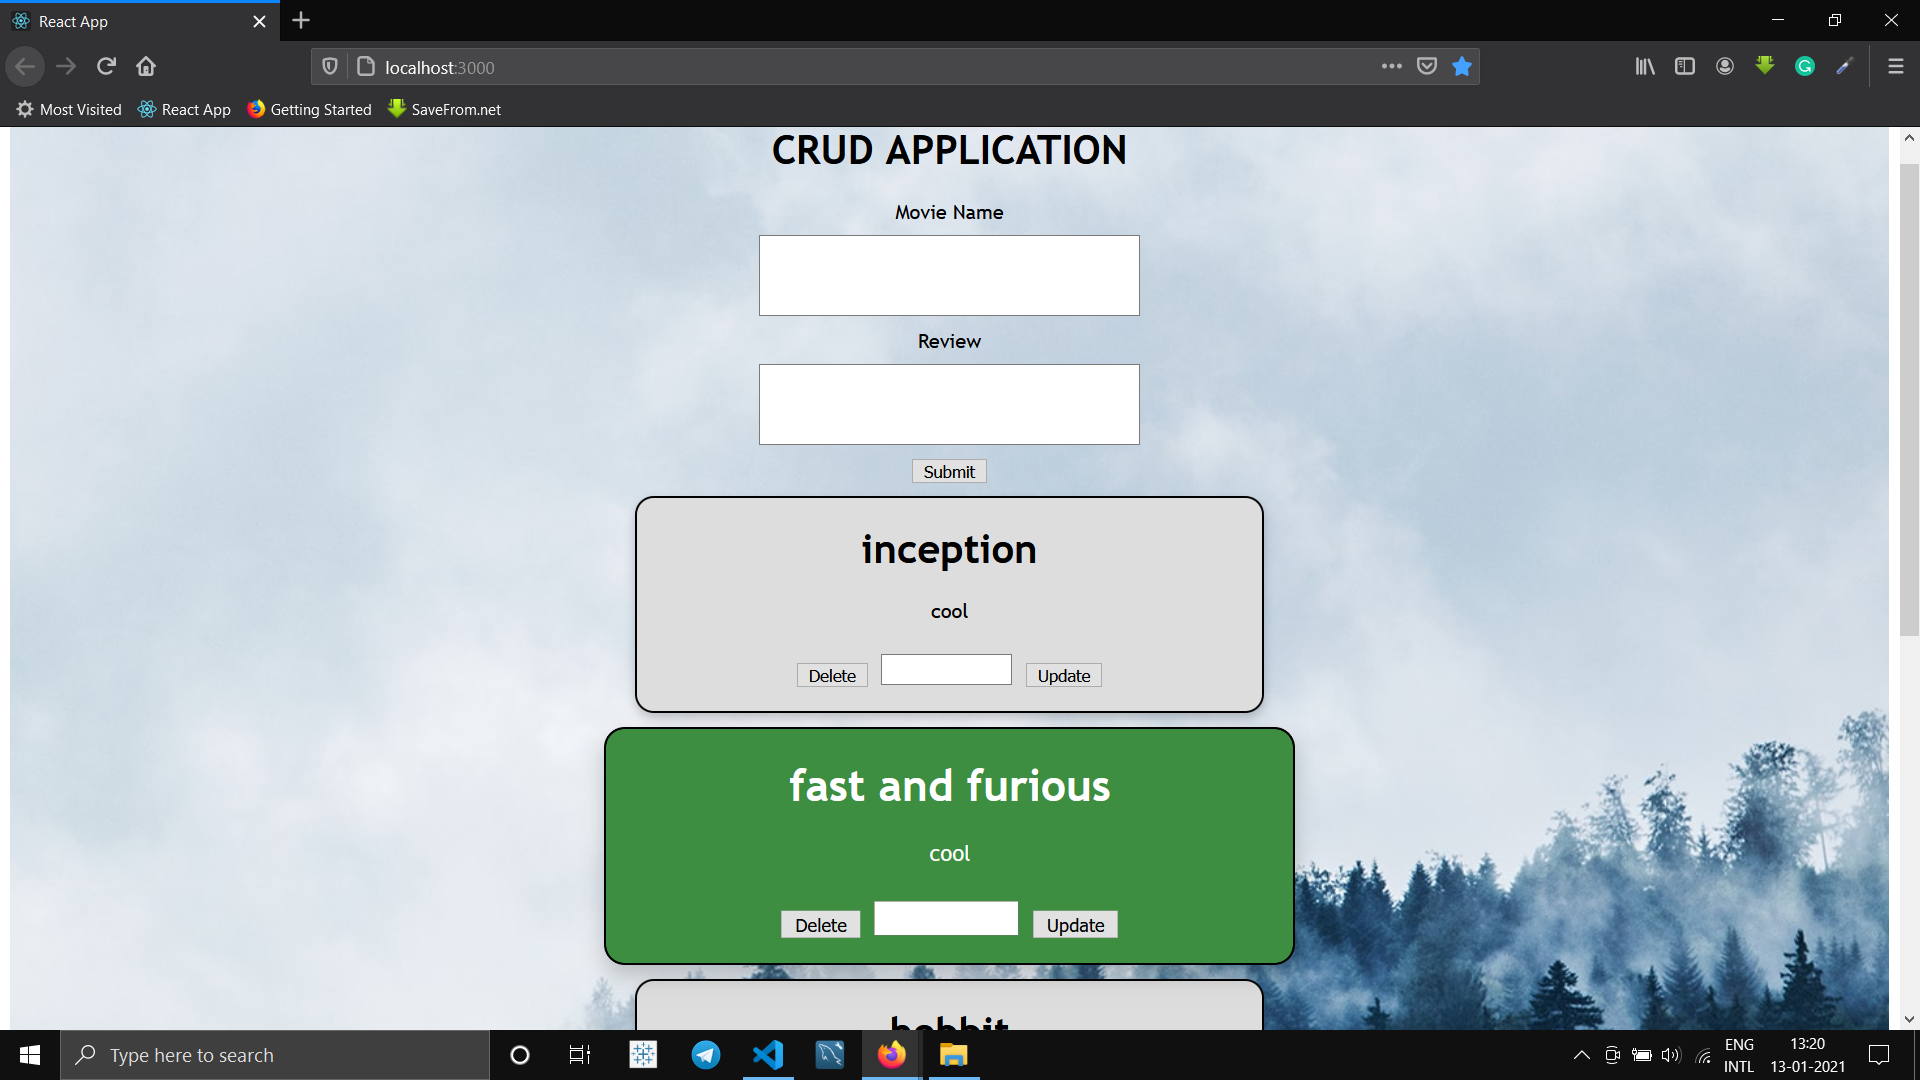 React App
localhost:3000
Most Visited React App Getting Started SaveFrom.net
CRUD APPLICATION
Movie Name
Review
Submit
inception
cool
Delete Update
fast and furious
cool
Delete Update
hobbit
Type here to search
ENG 13:20
INTL 13-01-2021